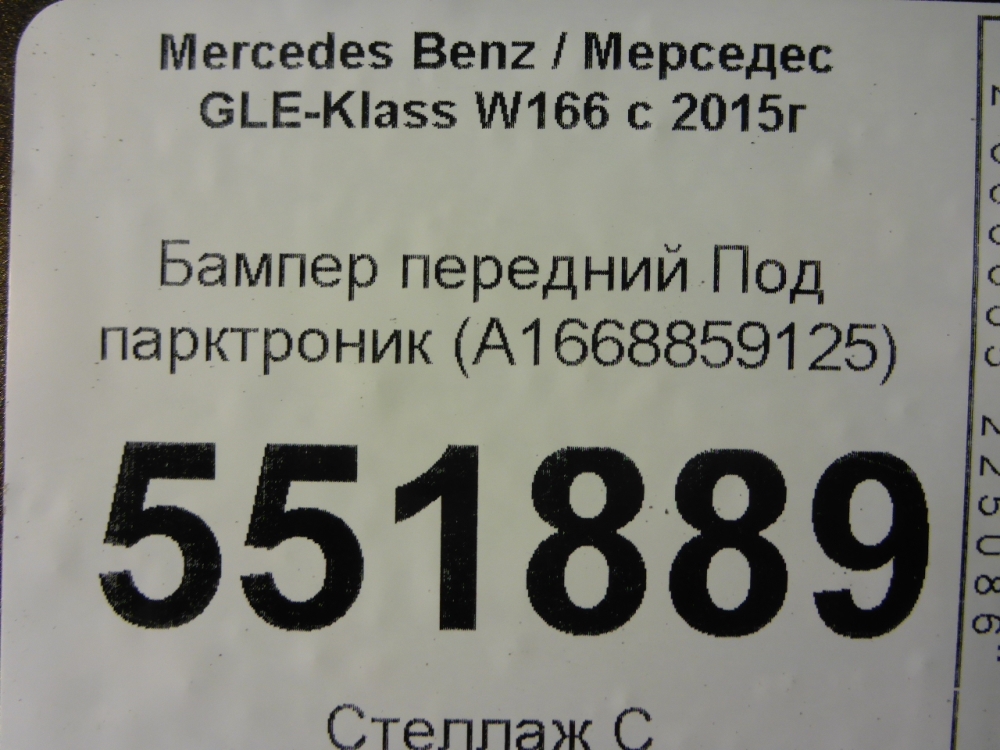 Mercedes Benz / Мерседес
GLE-Klass W166 с 2015г
Бампер передний Под
парктроник (A1668859125)
551889
Стеллаж С